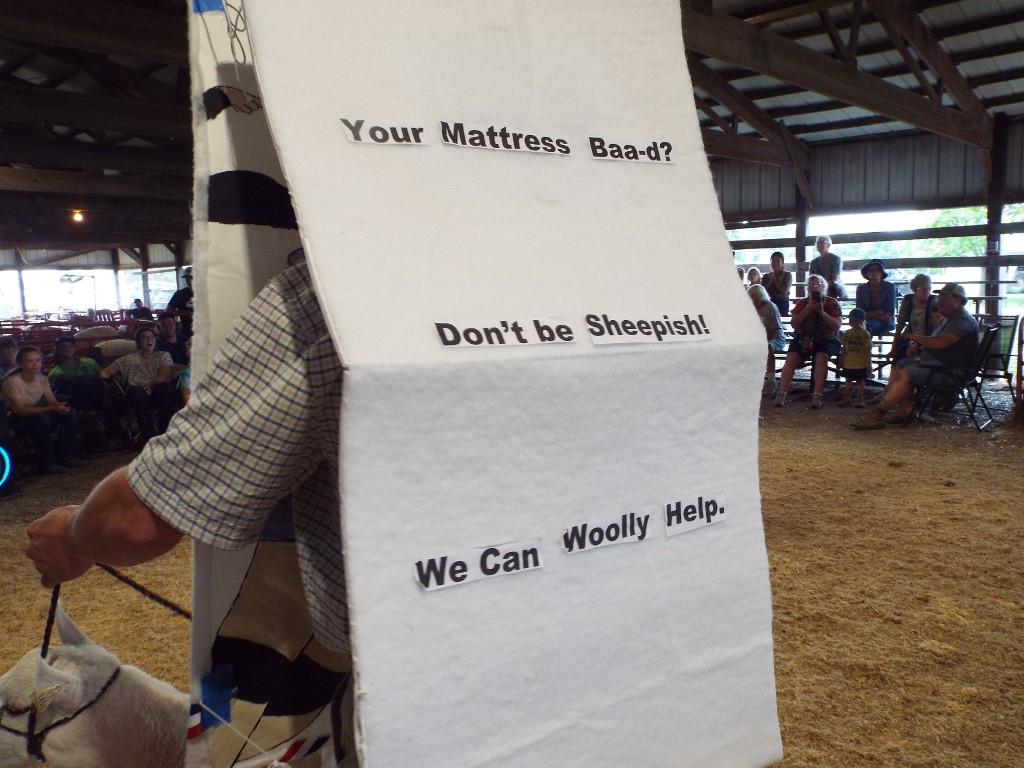 Your Mattress Baa-d?
Don't be Sheepish!
We Can Woolly Help.